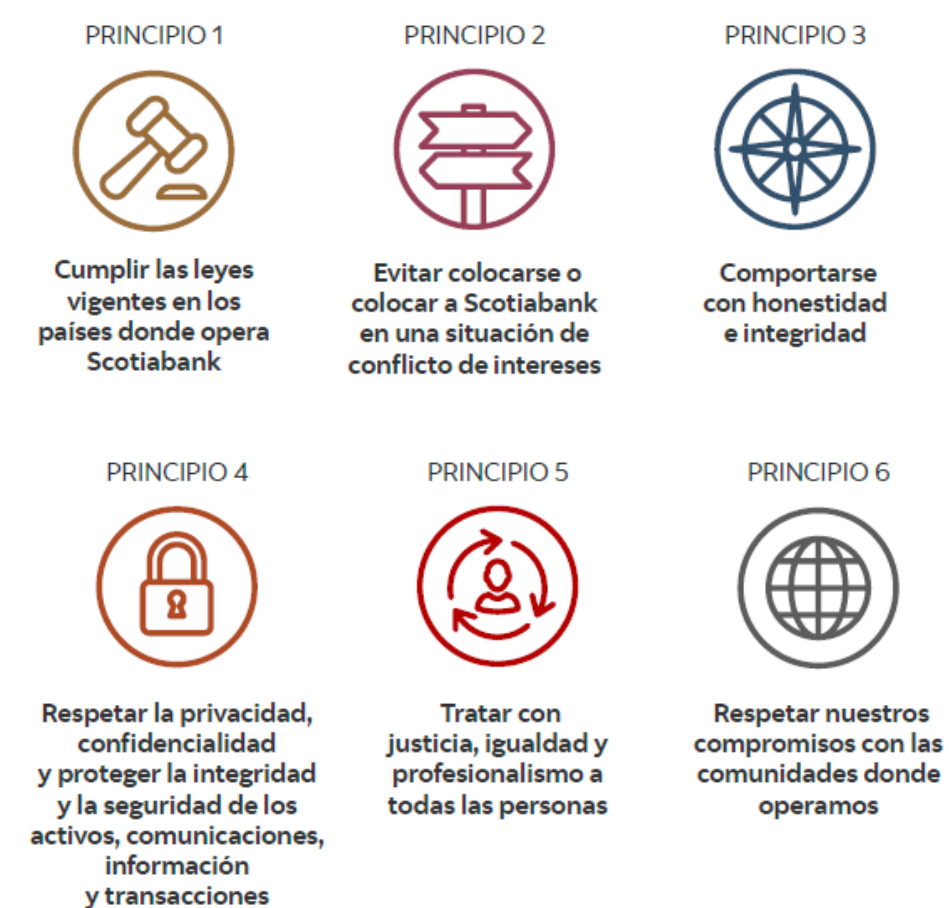 PRINCIPIO 1
Cumplir las leyes
vigentes en los
países donde opera
Scotiabank
PRINCIPIO 2
Evitar colocarse o
colocar a Scotiabank
en una situación de
conflicto de intereses
PRINCIPIO 3
Comportarse
con honestidad
e integridad
PRINCIPIO 4
Respetar la privacidad,
confidencialidad
y proteger la integridad
y la seguridad de los
activos, comunicaciones,
información
y transacciones
PRINCIPIO 5
Tratar con
justicia, igualdad y
profesionalismo a
todas las personas
PRINCIPIO 6
Respetar nuestros
compromisos con las
comunidades donde
operamos